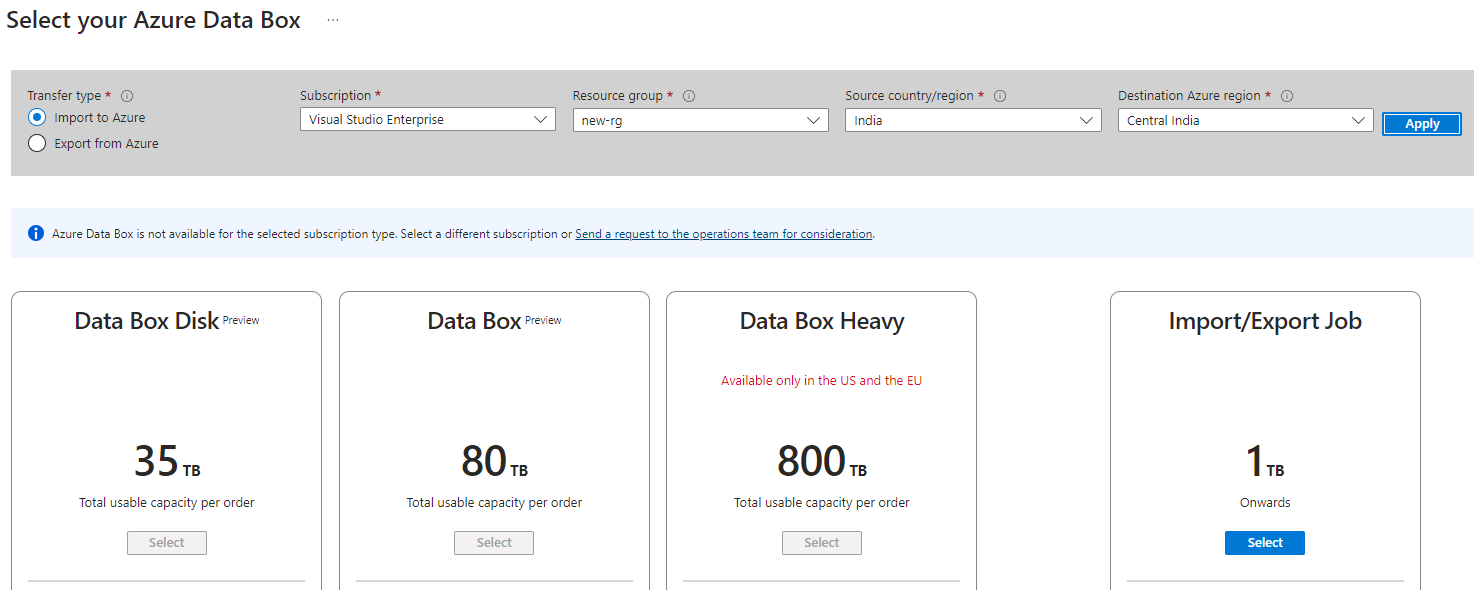 Select your Azure Data Box ...
Transfer type *
Import to Azure
Export from Azure
Subscription *
Visual Studio Enterprise
Resource group *
new-rg
Source country/region *
India
Destination Azure region *
Central India
Apply
Azure Data Box is not available for the selected subscription type. Select a different subscription or Send a request to the operations team for consideration.
Data Box Disk Preview
35 TB
Total usable capacity per order
Select
Data Box Preview
80 TB
Total usable capacity per order
Select
Data Box Heavy
Available only in the US and the EU
800 TB
Total usable capacity per order
Select
Import/Export Job
1 TB
Onwards
Select